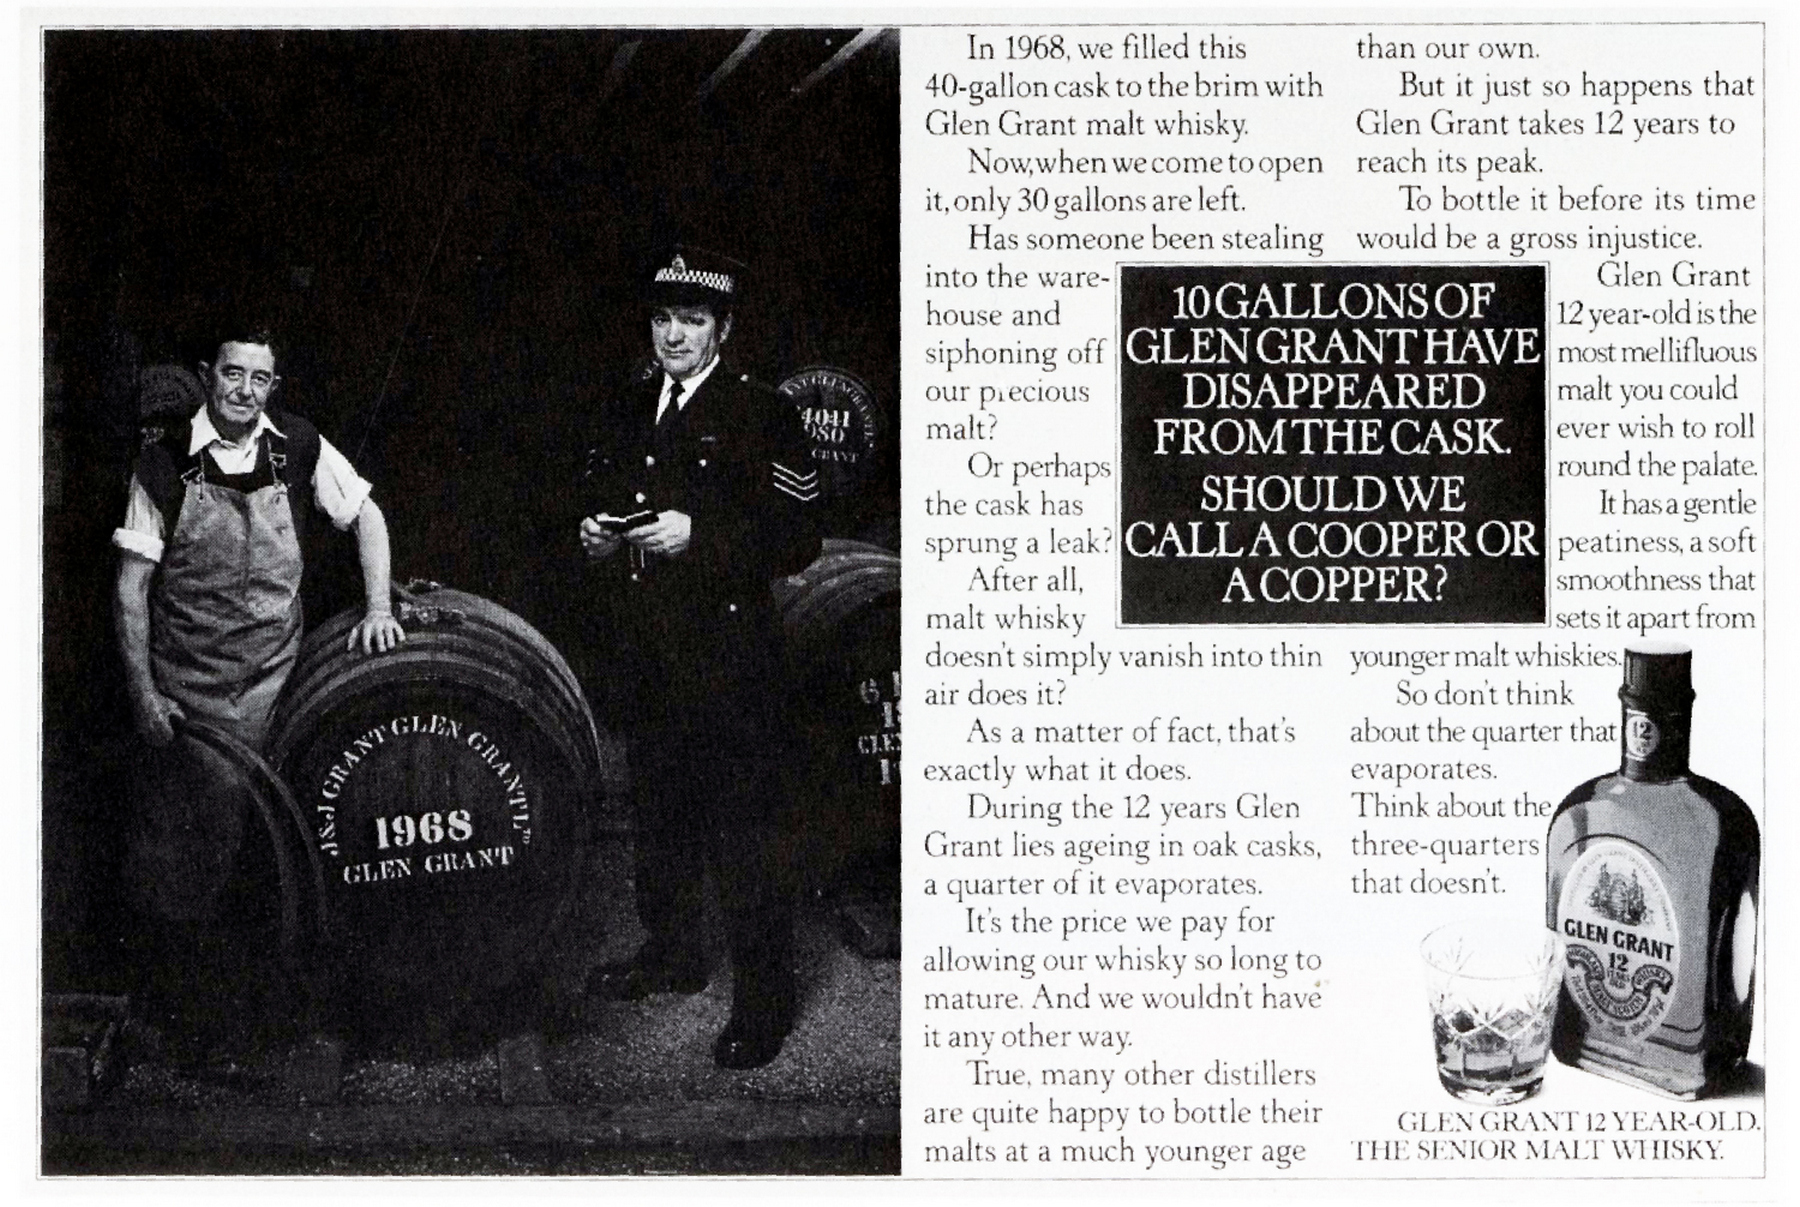 J&J GRANT GLEN GRANT LTD
1968
GLEN GRANT
4041
GRANT
In 1968, we filled this
40-gallon cask to the brim with
Glen Grant malt whisky.
Now, when we come to open
it, only 30 gallons are left.
Has someone been stealing
into the ware-
house and
siphoning off
our precious
malt?
Or perhaps
the cask has
sprung a leak?
After all,
malt whisky
doesn't simply vanish into thin
air does it?
As a matter of fact, that's
exactly what it does.
During the 12 years Glen
Grant lies ageing in oak casks,
a quarter of it evaporates.
It's the price we pay for
allowing our whisky so long to
mature. And we wouldn't have
it any other way.
True, many other distillers
are quite happy to bottle their
malts at a much younger age
than our own.
But it just so happens that
Glen Grant takes 12 years to
reach its peak.
To bottle it before its time
would be a gross injustice.
Glen Grant
12 year-old is the
most mellifluous
malt you could
ever wish to roll
round the palate.
It has a gentle
peatiness, a soft
smoothness that
sets it apart from
younger malt whiskies.
So don't think
about the quarter that
evaporates.
Think about the
three-quarters
that doesn't.
10 GALLONS OF
GLEN GRANT HAVE
DISAPPEARED
FROM THE CASK.
SHOULD WE
CALL A COOPER OR
A COPPER?
12
GLEN GRANT
12
GLEN GRANT 12 YEAR-OLD.
THE SENIOR MALT WHISKY.